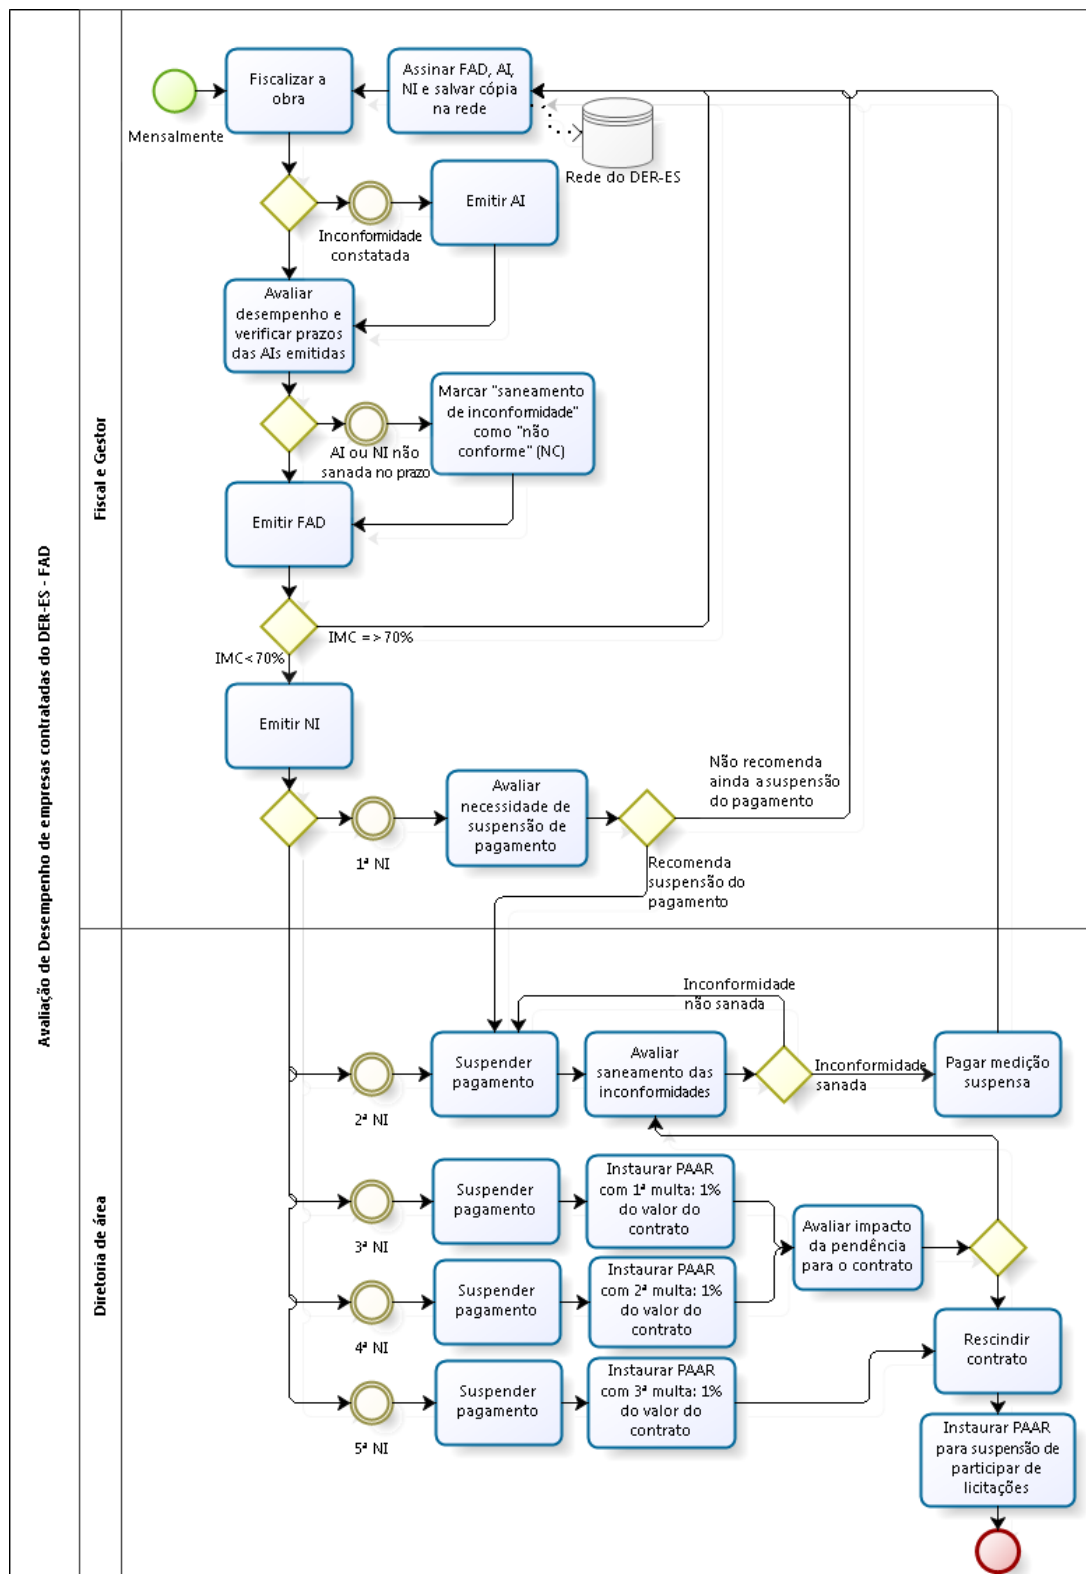 Avaliação de Desempenho de empresas contratadas do DER-ES - FAD
Fiscal e Gestor
Mensalmente
Fiscalizar a
obra
Assinar FAD, AI,
NI e salvar cópia
na rede
Rede do DER-ES
Inconformidade
constatada
Emitir AI
Avaliar
desempenho e
verificar prazos
das AIs emitidas
AI ou NI não
sanada no prazo
Marcar "saneamento
de inconformidade"
como "não
conforme" (NC)
Emitir FAD
IMC =>70%
IMC<70%
Emitir NI
1ª NI
Avaliar
necessidade de
suspensão de
pagamento
Não recomenda
ainda a suspensão
do pagamento
Recomenda
suspensão do
pagamento
Diretoria de área
Inconformidade
não sanada
2ª NI
Suspender
pagamento
Avaliar
saneamento das
inconformidades
Inconformidade
sanada
Pagar medição
suspensa
3ª NI
Suspender
pagamento
Instaurar PAAR
com 1ª multa: 1%
do valor do
contrato
Avaliar impacto
da pendência
para o contrato
4ª NI
Suspender
pagamento
Instaurar PAAR
com 2ª multa: 1%
do valor do
contrato
Rescindir
contrato
5ª NI
Suspender
pagamento
Instaurar PAAR
com 3ª multa: 1%
do valor do
contrato
Instaurar PAAR
para suspensão de
participar de
licitações